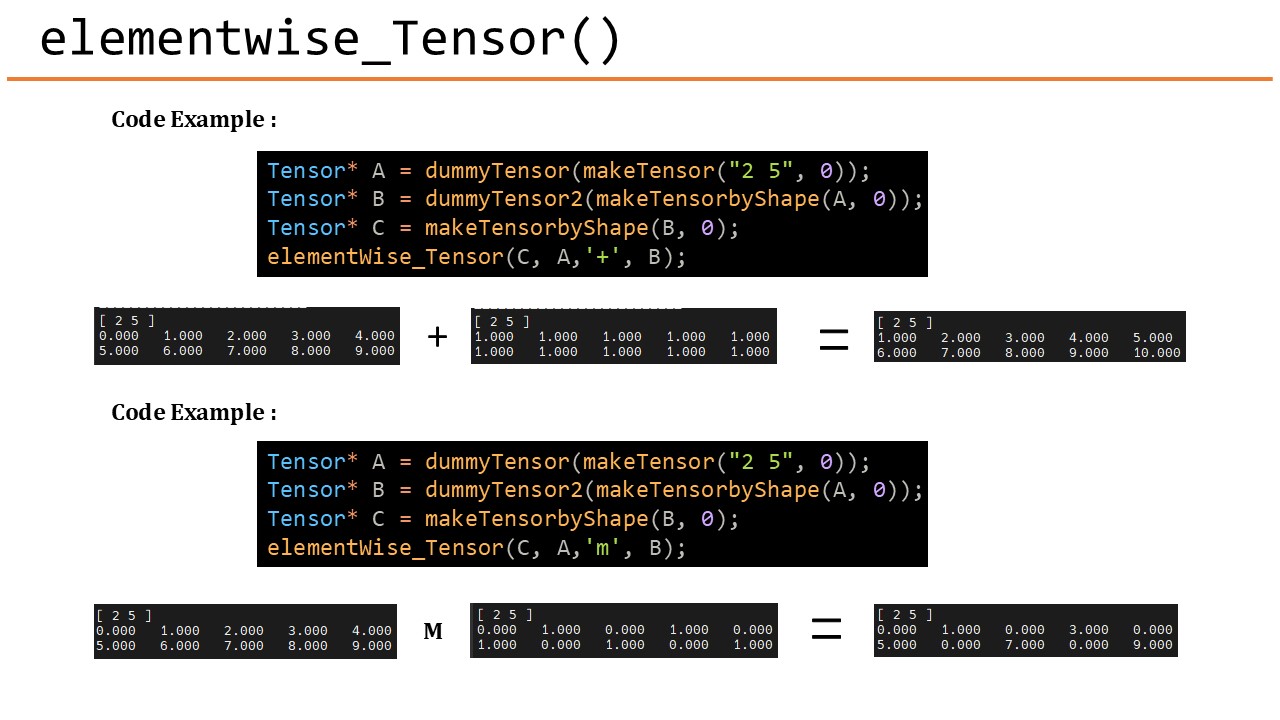 elementwise_Tensor()
Code Example :
Tensor* A = dummyTensor(makeTensor("2 5", 0));
Tensor* B = dummyTensor2(makeTensorbyShape(A, 0));
Tensor* C = makeTensorbyShape(B, 0);
elementWise_Tensor(C, A,'+', B);
[ 2 5 ]
0.000 1.000 2.000 3.000 4.000
5.000 6.000 7.000 8.000 9.000
+
[ 2 5 ]
1.000 1.000 1.000 1.000 1.000
1.000 1.000 1.000 1.000 1.000
=
[ 2 5 ]
1.000 2.000 3.000 4.000 5.000
6.000 7.000 8.000 9.000 10.000
Code Example :
Tensor* A = dummyTensor(makeTensor("2 5", 0));
Tensor* B = dummyTensor2(makeTensorbyShape(A, 0));
Tensor* C = makeTensorbyShape(B, 0);
elementWise_Tensor(C, A,'m', B);
[ 2 5 ]
0.000 1.000 2.000 3.000 4.000
5.000 6.000 7.000 8.000 9.000
M
[ 2 5 ]
0.000 1.000 0.000 1.000 0.000
1.000 0.000 1.000 0.000 1.000
=
[ 2 5 ]
0.000 1.000 0.000 3.000 0.000
5.000 0.000 7.000 0.000 9.000